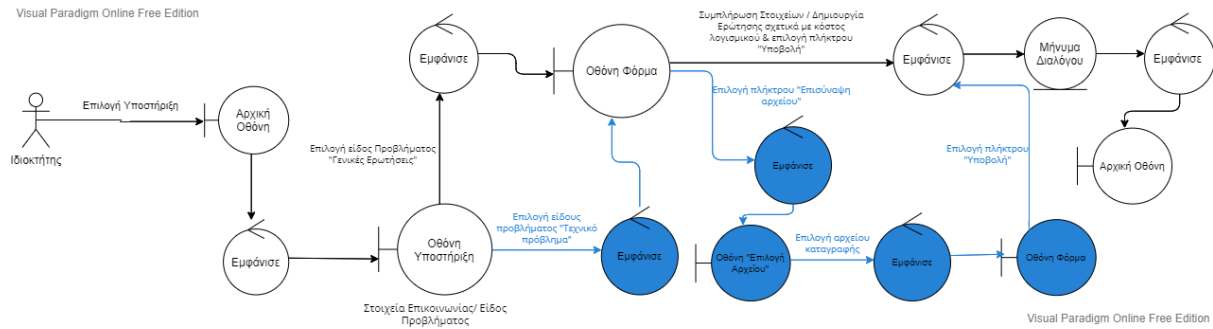 Visual Paradigm Online Free Edition
Συμπλήρωση Στοιχείων / Δημιουργία
Ερώτησης σχετικά με κόστος
λογισμικού & επιλογή πλήκτρου
"Υποβολή"
Εμφάνισε
Οθόνη Φόρμα
Εμφάνισε
Μήνυμα
Διαλόγου
Εμφάνισε
Επιλογή Υποστήριξη
Αρχική
Οθόνη
Ιδιοκτήτης
Επιλογή πλήκτρου "Επισύναψη
αρχείου"
Επιλογή είδος Προβλήματος
"Γενικές Ερωτήσεις"
Εμφάνισε
Επιλογή πλήκτρου
"Υποβολή"
Αρχική Οθόνη
Επιλογή είδους
προβλήματος "Τεχνικό
πρόβλημα"
Επιλογή αρχείου
καταγραφής
Εμφάνισε
Οθόνη
Υποστήριξη
Εμφάνισε
Οθόνη "Επιλογή
Αρχείου"
Εμφάνισε
Οθόνη Φόρμα
Στοιχεία Επικοινωνίας/ Είδος
Προβλήματος
Visual Paradigm Online Free Edition